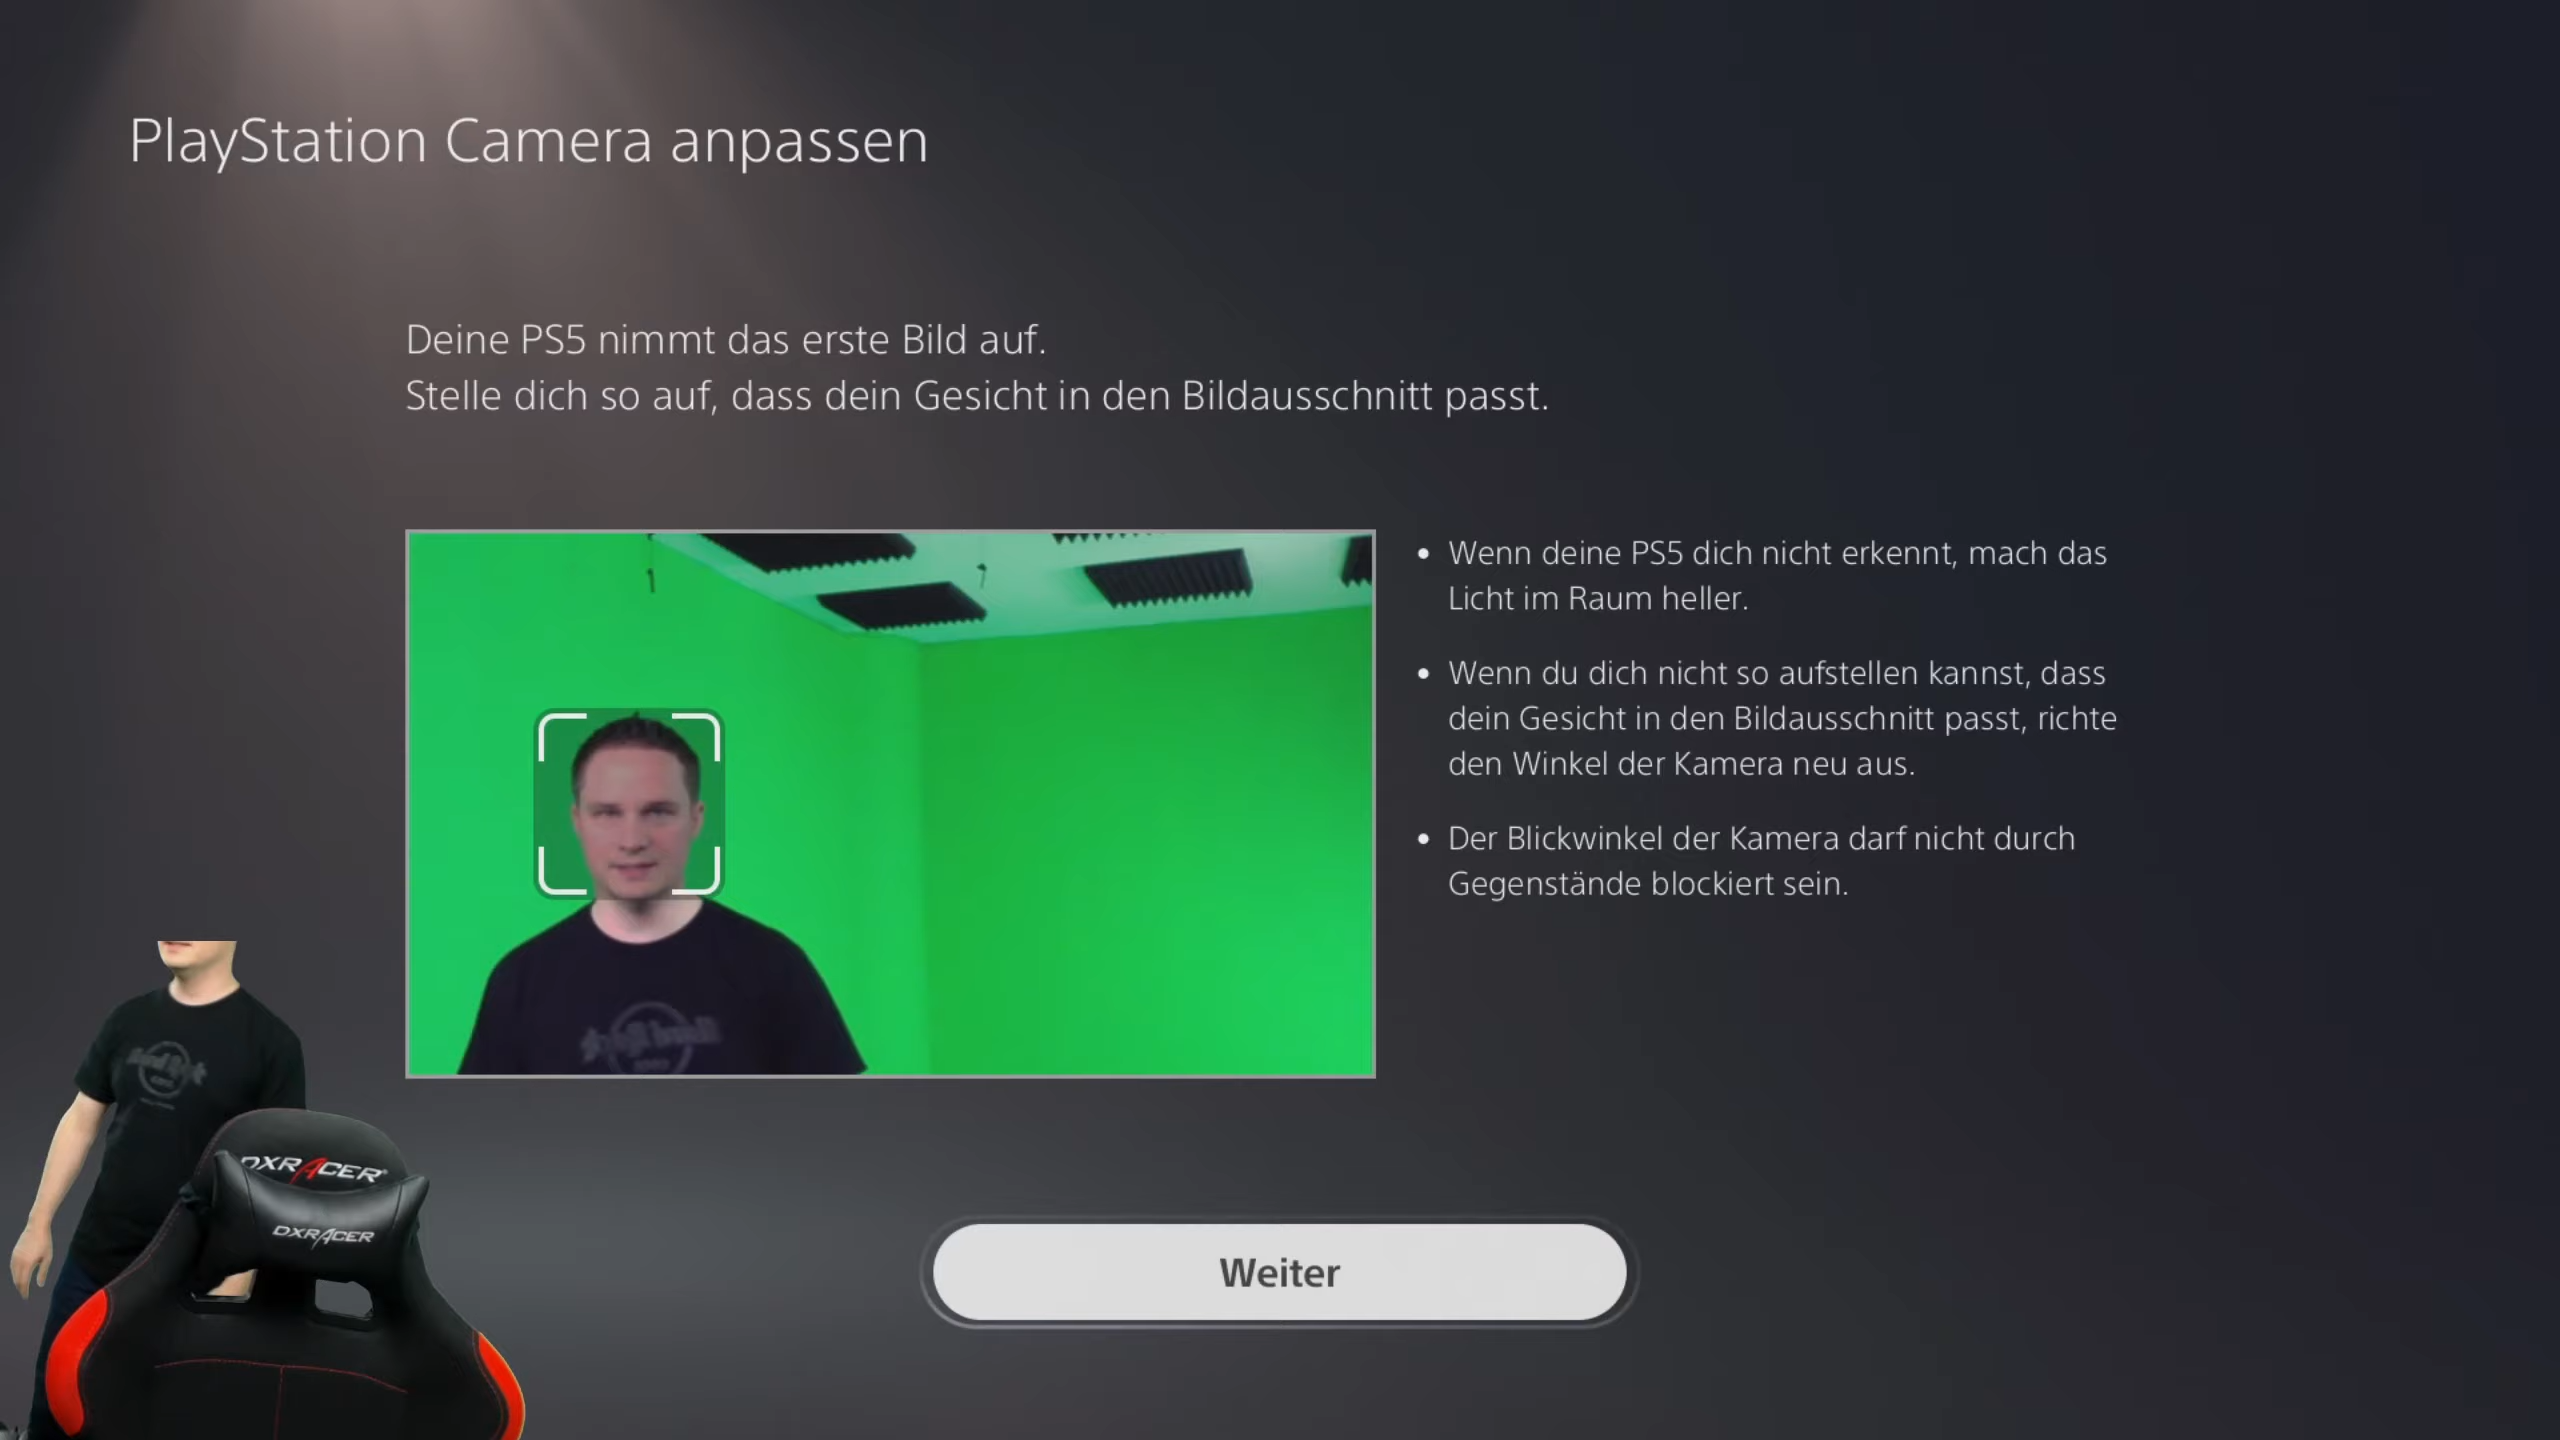 PlayStation Camera anpassen
Deine PS5 nimmt das erste Bild auf.
Stelle dich so auf, dass dein Gesicht in den Bildausschnitt passt.
• Wenn deine PS5 dich nicht erkennt, mach das
Licht im Raum heller.
• Wenn du dich nicht so aufstellen kannst, dass
dein Gesicht in den Bildausschnitt passt, richte
den Winkel der Kamera neu aus.
• Der Blickwinkel der Kamera darf nicht durch
Gegenstände blockiert sein.
Hard Rock
DXRACER
DXRACER
Weiter